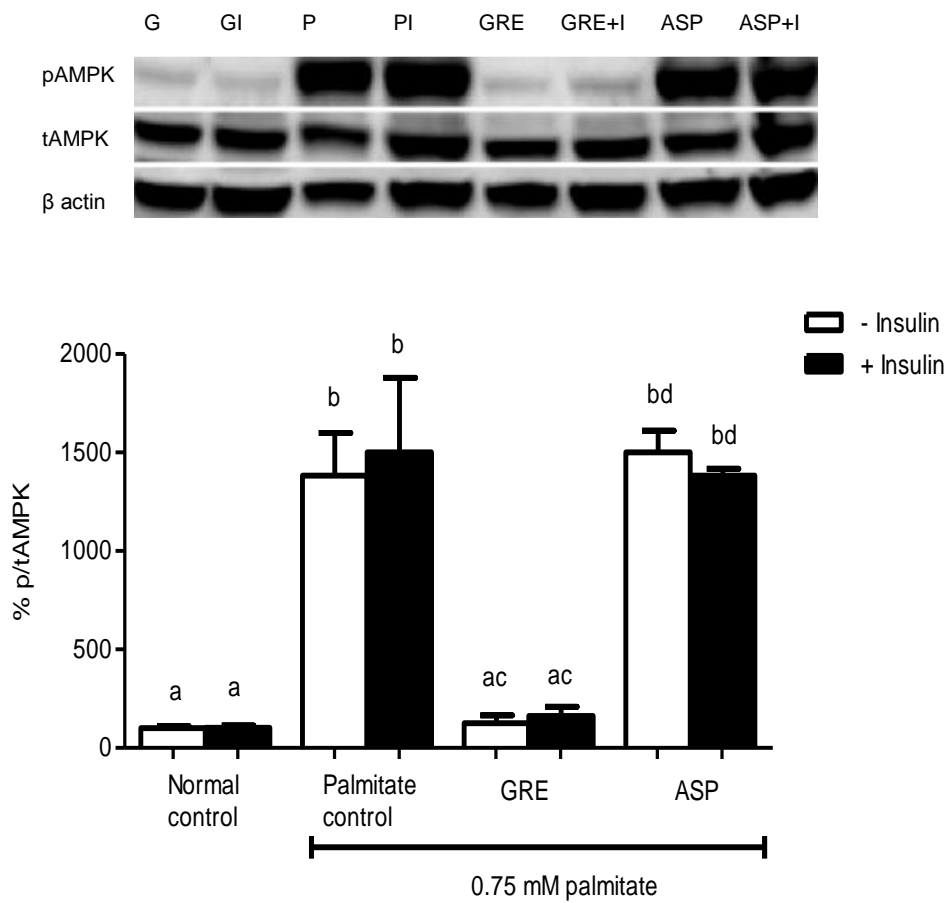 G GI P PI GRE GRE+I ASP ASP+I
pAMPK
tAMPK
β actin
- Insulin
+ Insulin
2000
1500
1000
500
0
% p/tAMPK
a a b b ac ac bd bd
Normal control
Palmitate control
GRE
ASP
0.75 mM palmitate